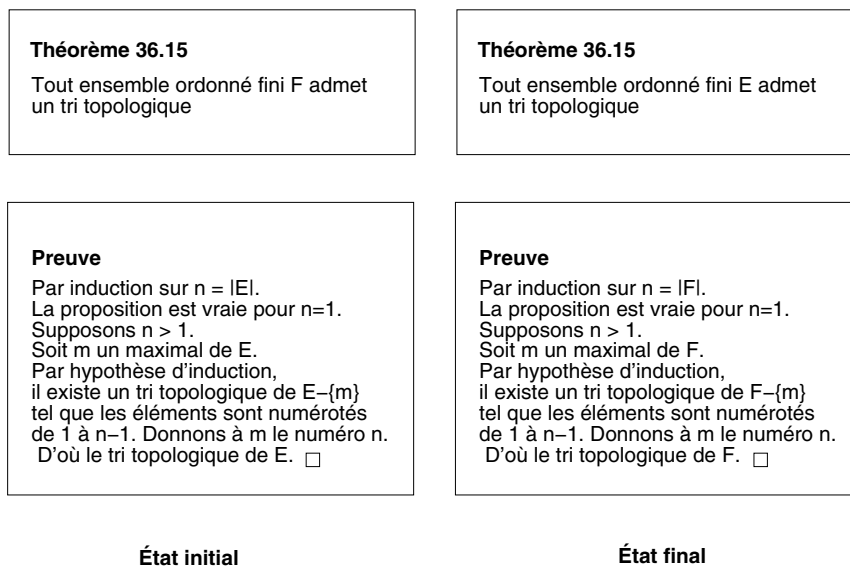 Théorème 36.15
Tout ensemble ordonné fini F admet
un tri topologique
Preuve
Par induction sur n = |E|.
La proposition est vraie pour n=1.
Supposons n > 1.
Soit m un maximal de E.
Par hypothèse d'induction,
il existe un tri topologique de E−{m}
tel que les éléments sont numérotés
de 1 à n−1. Donnons à m le numéro n.
D'où le tri topologique de E. □
État initial
Théorème 36.15
Tout ensemble ordonné fini E admet
un tri topologique
Preuve
Par induction sur n = |F|.
La proposition est vraie pour n=1.
Supposons n > 1.
Soit m un maximal de F.
Par hypothèse d'induction,
il existe un tri topologique de F−{m}
tel que les éléments sont numérotés
de 1 à n−1. Donnons à m le numéro n.
D'où le tri topologique de F. □
État final